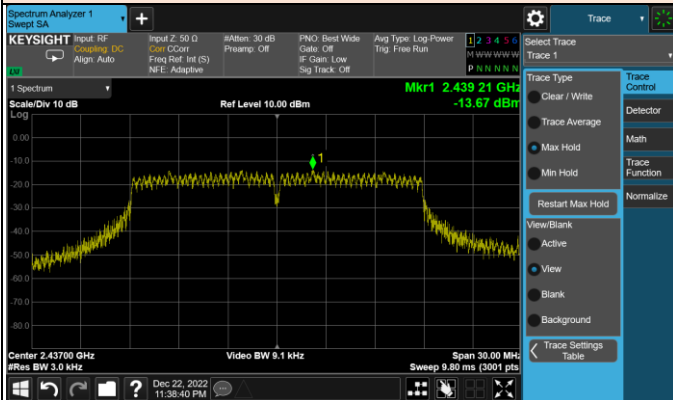 Spectrum Analyzer 1
Swept SA
+
Trace
KEYSIGHT
Input: RF
Coupling: DC
Align: Auto
Input Z: 50 Ω
Corr CCorr
Freq Ref: Int (S)
NFE: Adaptive
#Atten: 30 dB
Preamp: Off
PNO: Best Wide
Gate: Off
IF Gain: Low
Sig Track: Off
Avg Type: Log-Power
Trig: Free Run
1 2 3 4 5 6
M W W W W W
P N N N N N
LU
Select Trace
Trace 1
1 Spectrum
Scale/Div 10 dB
Log
Ref Level 10.00 dBm
Mkr1 2.439 21 GHz
-13.67 dBm
0.00
-10.0
-20.0
-30.0
-40.0
-50.0
-60.0
-70.0
-80.0
1
Center 2.43700 GHz
#Res BW 3.0 kHz
Video BW 9.1 kHz
Span 30.00 MHz
Sweep 9.80 ms (3001 pts
Trace Type
Clear / Write
Trace Average
Max Hold
Min Hold
Restart Max Hold
View/Blank
Active
View
Blank
Background
Trace Settings
Table
Trace
Control
Detector
Math
Trace
Function
Normalize
?
Dec 22, 2022
11:38:40 PM